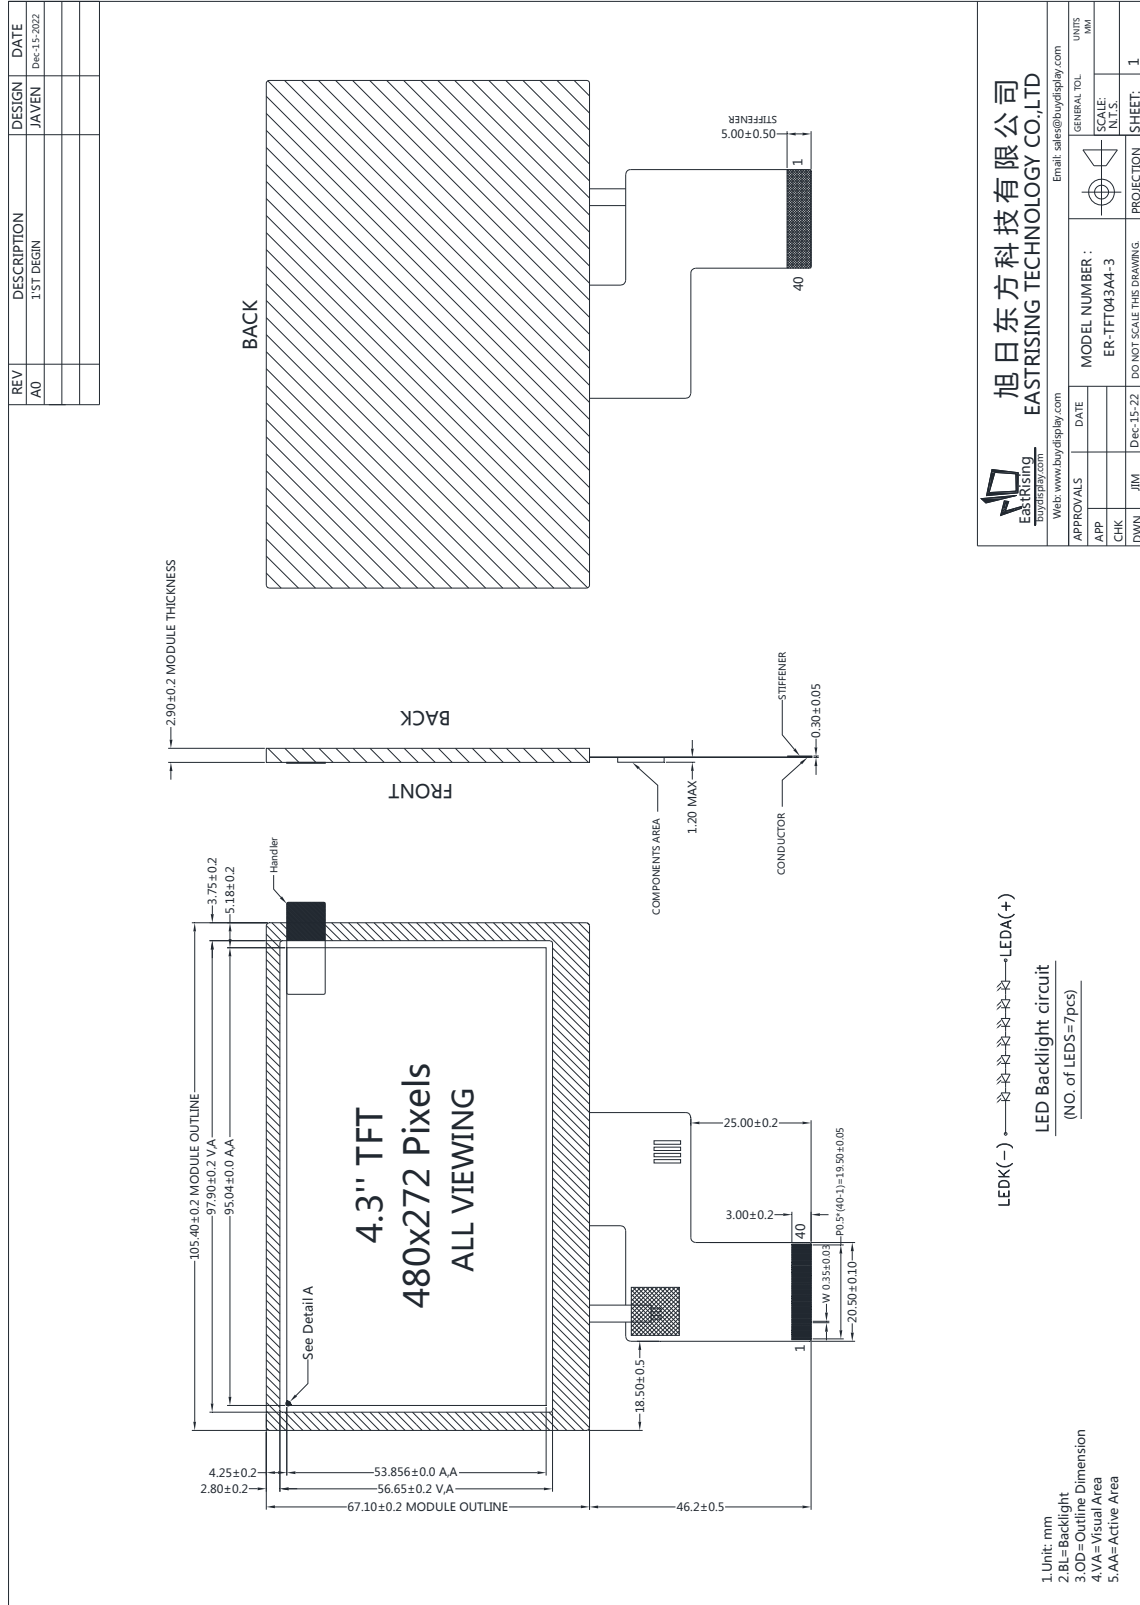 REV DESCRIPTION DESIGN DATE
A0 1'ST DEGIN JAVEN Dec-15-2022
105.40±0.2 MODULE OUTLINE
97.90±0.2 V,A
95.04±0.0 A,A
3.75±0.2
5.18±0.2
Handler
See Detail A
4.3" TFT
480x272 Pixels
ALL VIEWING
4.25±0.2
2.80±0.2
53.856±0.0 A,A
56.65±0.2 V,A
67.10±0.2 MODULE OUTLINE
46.2±0.5
18.50±0.5
25.00±0.2
3.00±0.2
1
40
W 0.35±0.03
P0.5*(40-1)=19.50±0.05
20.50±0.10
2.90±0.2 MODULE THICKNESS
FRONT
BACK
COMPONENTS AREA
1.20 MAX
CONDUCTOR
STIFFENER
0.30±0.05
BACK
STIFFENER
5.00±0.50
40
1
LEDK(-)
LEDA(+)
LED Backlight circuit
(NO. of LEDS=7pcs)
1.Unit: mm
2.BL=Backlight
3.OD=Outline Dimension
4.VA=Visual Area
5.AA=Active Area
EastRising
buydisplay.com
旭日东方科技有限公司
EASTRISING TECHNOLOGY CO.,LTD
Web: www.buydisplay.com Email: sales@buydisplay.com
APPROVALS DATE
APP
CHK
DWN JIM Dec-15-22
MODEL NUMBER :
ER-TFT043A4-3
DO NOT SCALE THIS DRAWING.
PROJECTION
GENERAL TOL
UNITS
MM
SCALE:
N.T.S.
SHEET: 1